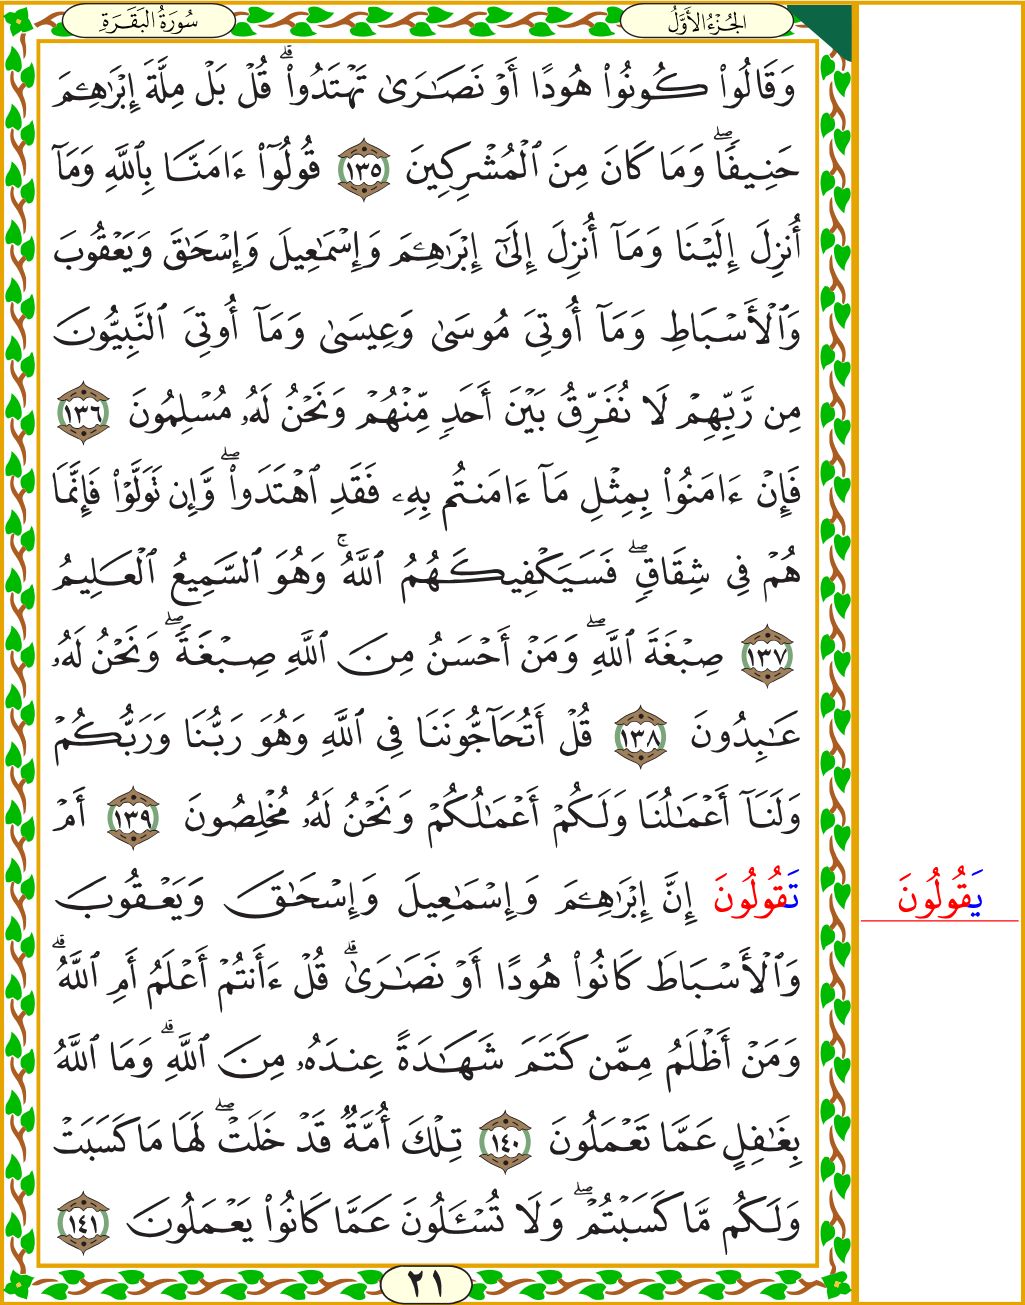 الجُزْءُ الأَوَّلُ
سُورَةُ البَقَرَةِ
وَقَالُوا۟ كُونُوا۟ هُودًا أَوْ نَصَـٰرَىٰ تَهْتَدُوا۟ ۗ قُلْ بَلْ مِلَّةَ إِبْرَٰهِـۧمَ
حَنِيفًا ۖ وَمَا كَانَ مِنَ ٱلْمُشْرِكِينَ ١٣٥ قُولُوٓا۟ ءَامَنَّا بِٱللَّهِ وَمَآ
أُنزِلَ إِلَيْنَا وَمَآ أُنزِلَ إِلَىٰٓ إِبْرَٰهِـۧمَ وَإِسْمَـٰعِيلَ وَإِسْحَـٰقَ وَيَعْقُوبَ
وَٱلْأَسْبَاطِ وَمَآ أُوتِىَ مُوسَىٰ وَعِيسَىٰ وَمَآ أُوتِىَ ٱلنَّبِيُّونَ
مِن رَّبِّهِمْ لَا نُفَرِّقُ بَيْنَ أَحَدٍ مِّنْهُمْ وَنَحْنُ لَهُۥ مُسْلِمُونَ ١٣٦
فَإِنْ ءَامَنُوا۟ بِمِثْلِ مَآ ءَامَنتُم بِهِۦ فَقَدِ ٱهْتَدَوا۟ ۖ وَّإِن تَوَلَّوْا۟ فَإِنَّمَا
هُمْ فِى شِقَاقٍ ۖ فَسَيَكْفِيكَهُمُ ٱللَّهُ ۚ وَهُوَ ٱلسَّمِيعُ ٱلْعَلِيمُ
١٣٧ صِبْغَةَ ٱللَّهِ ۖ وَمَنْ أَحْسَنُ مِنَ ٱللَّهِ صِبْغَةً ۖ وَنَحْنُ لَهُۥ
عَـٰبِدُونَ ١٣٨ قُلْ أَتُحَآجُّونَنَا فِى ٱللَّهِ وَهُوَ رَبُّنَا وَرَبُّكُمْ
وَلَنَآ أَعْمَـٰلُنَا وَلَكُمْ أَعْمَـٰلُكُمْ وَنَحْنُ لَهُۥ مُخْلِصُونَ ١٣٩ أَمْ
تَقُولُونَ إِنَّ إِبْرَٰهِـۧمَ وَإِسْمَـٰعِيلَ وَإِسْحَـٰقَ وَيَعْقُوبَ
يَقُولُونَ
وَٱلْأَسْبَاطَ كَانُوا۟ هُودًا أَوْ نَصَـٰرَىٰ ۗ قُلْ ءَأَنتُمْ أَعْلَمُ أَمِ ٱللَّهُ ۗ
وَمَنْ أَظْلَمُ مِمَّن كَتَمَ شَهَـٰدَةً عِندَهُۥ مِنَ ٱللَّهِ ۗ وَمَا ٱللَّهُ
بِغَـٰفِلٍ عَمَّا تَعْمَلُونَ ١٤٠ تِلْكَ أُمَّةٌ قَدْ خَلَتْ ۖ لَهَا مَا كَسَبَتْ
وَلَكُم مَّا كَسَبْتُمْ ۖ وَلَا تُسْـَٔلُونَ عَمَّا كَانُوا۟ يَعْمَلُونَ ١٤١
٢١